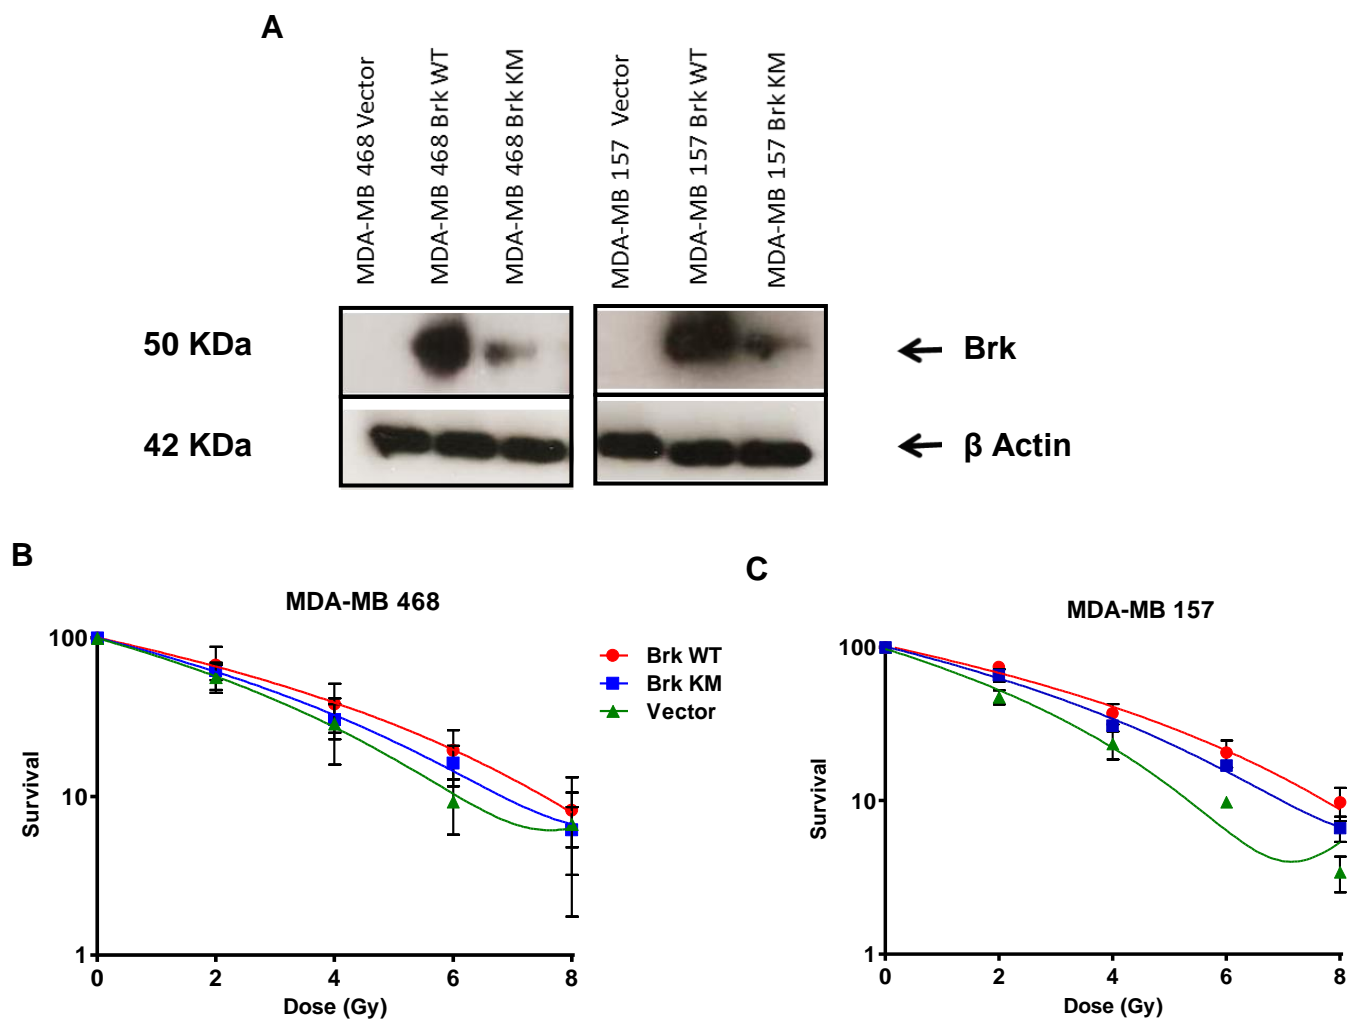 A
MDA-MB 468 Vector
MDA-MB 468 Brk WT
MDA-MB 468 Brk KM
MDA-MB 157 Vector
MDA-MB 157 Brk WT
MDA-MB 157 Brk KM
50 KDa
Brk
42 KDa
β Actin
B
MDA-MB 468
100
10
1
Survival
0 2 4 6 8
Dose (Gy)
Brk WT
Brk KM
Vector
C
MDA-MB 157
100
10
1
Survival
0 2 4 6 8
Dose (Gy)